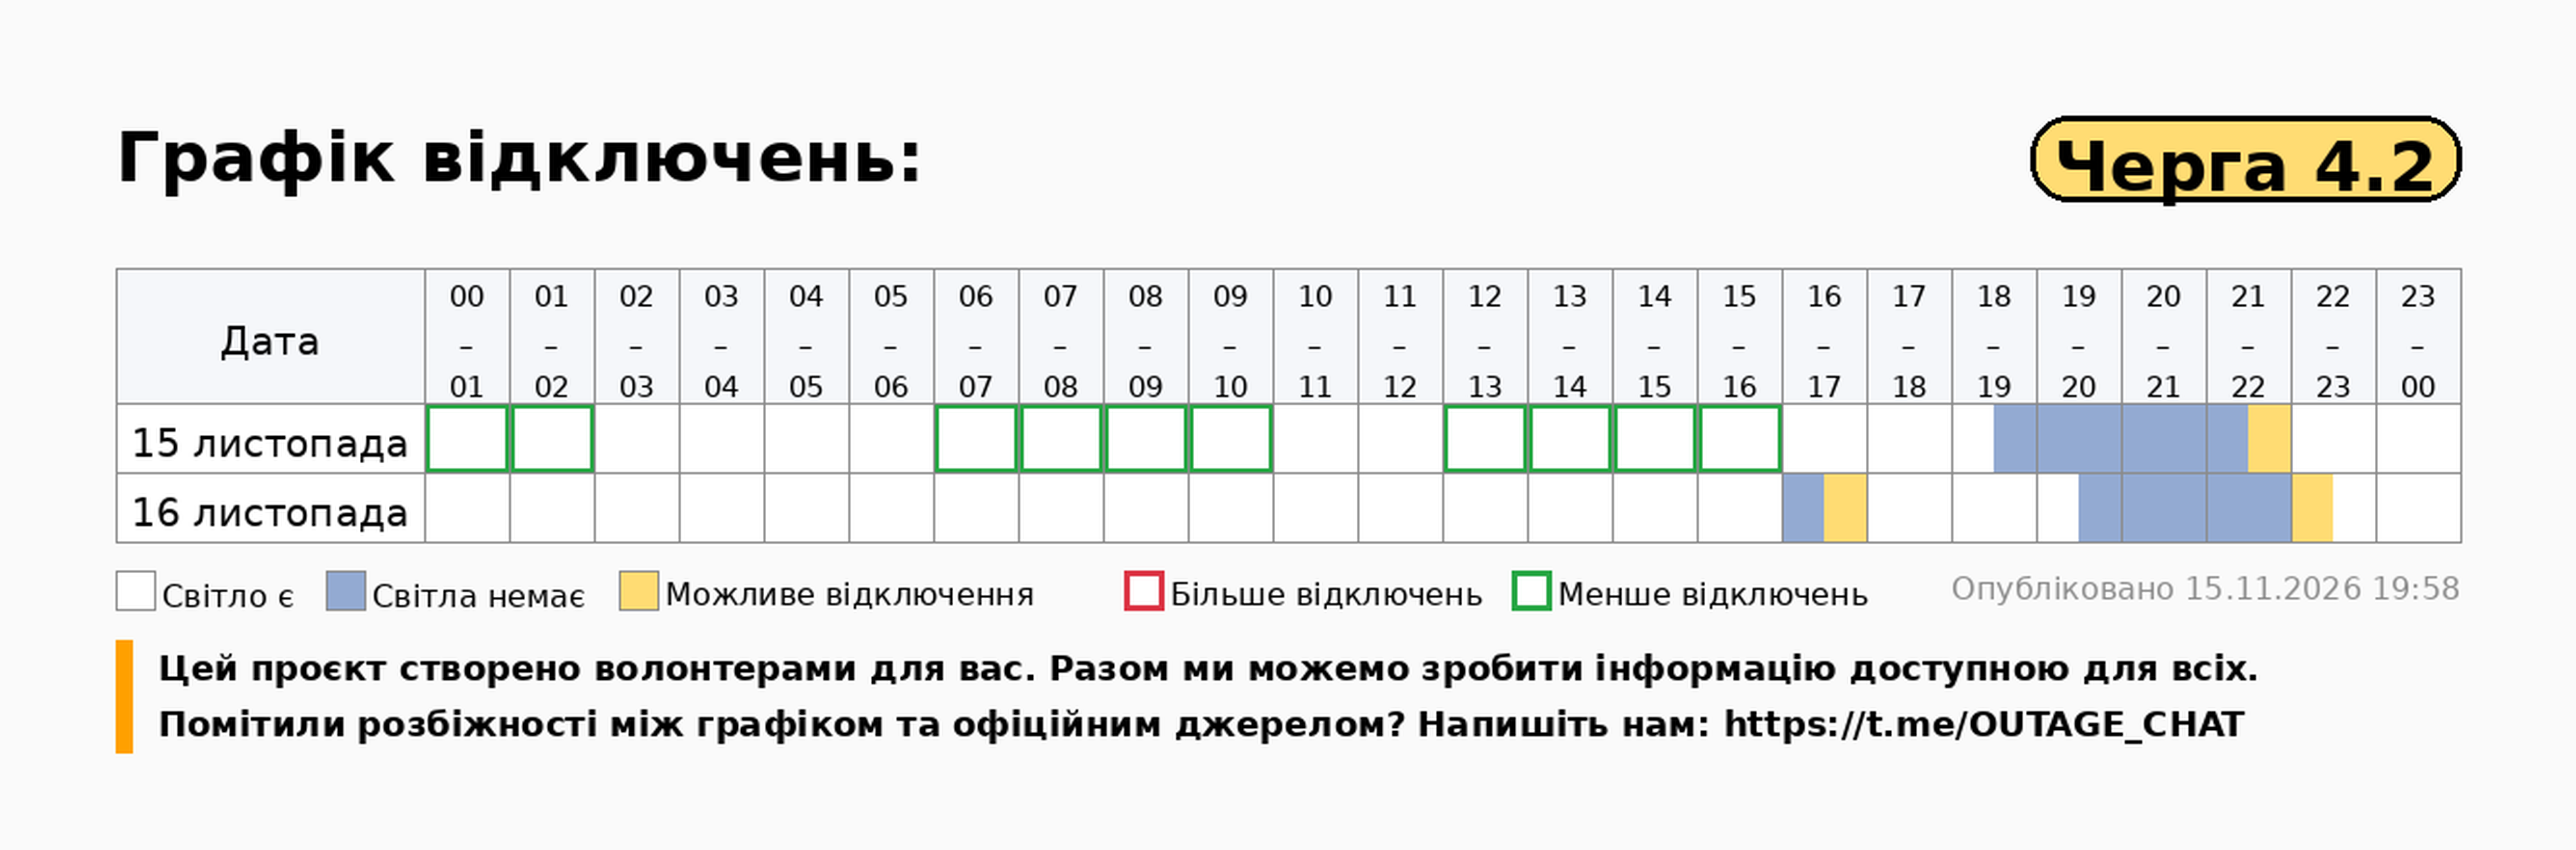 Графік відключень:
Черга 4.2
Дата
00 – 01
01 – 02
02 – 03
03 – 04
04 – 05
05 – 06
06 – 07
07 – 08
08 – 09
09 – 10
10 – 11
11 – 12
12 – 13
13 – 14
14 – 15
15 – 16
16 – 17
17 – 18
18 – 19
19 – 20
20 – 21
21 – 22
22 – 23
23 – 00
15 листопада
16 листопада
Світло є
Світла немає
Можливе відключення
Більше відключень
Менше відключень
Опубліковано 15.11.2026 19:58
Цей проєкт створено волонтерами для вас. Разом ми можемо зробити інформацію доступною для всіх.
Помітили розбіжності між графіком та офіційним джерелом? Напишіть нам: https://t.me/OUTAGE_CHAT